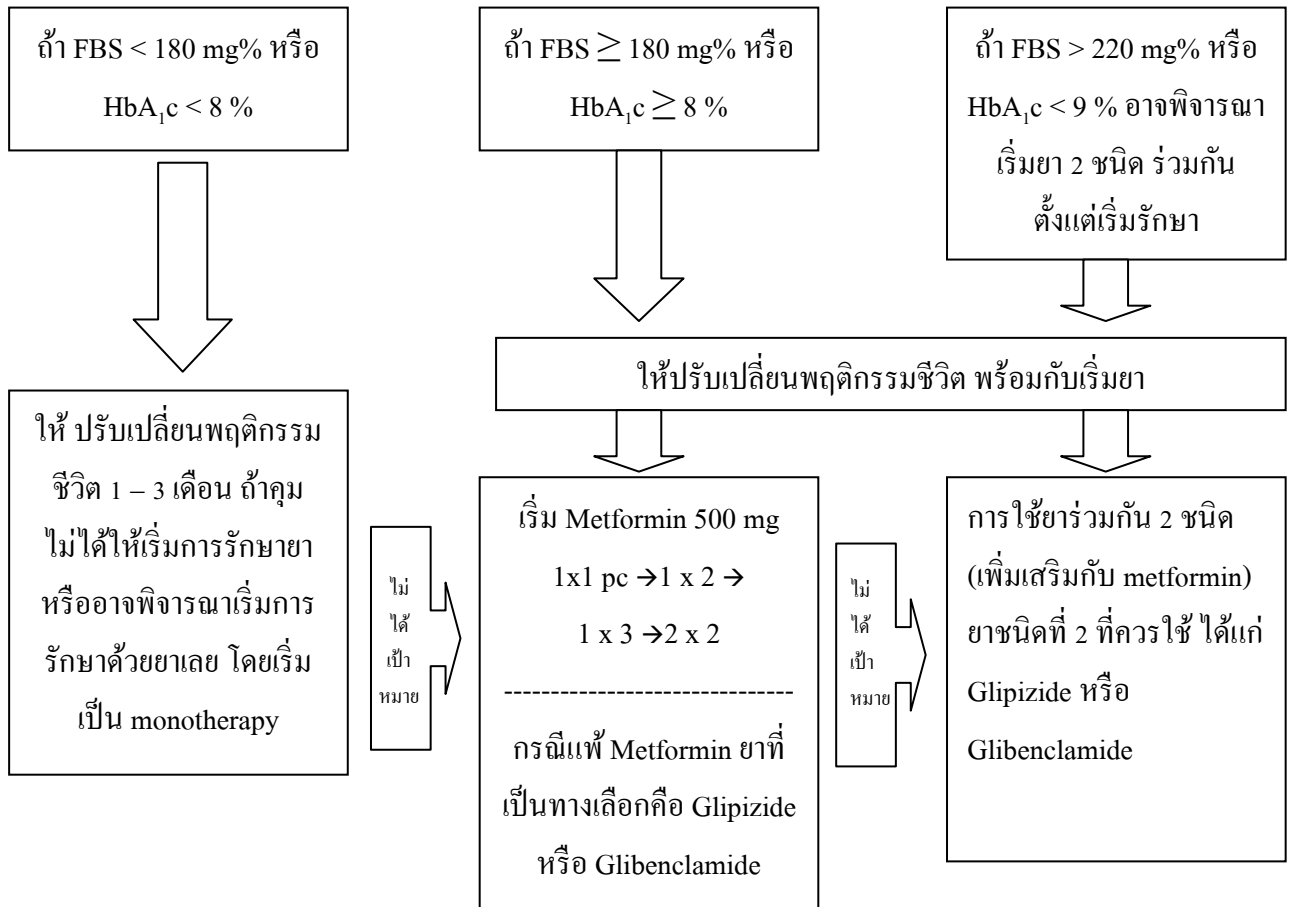 ถ้า FBS < 180 mg% หรือ
HbA₁c < 8 %
ถ้า FBS ≥ 180 mg% หรือ
HbA₁c ≥ 8 %
ถ้า FBS > 220 mg% หรือ
HbA₁c < 9 % อาจพิจารณา
เริ่มยา 2 ชนิด ร่วมกัน
ตั้งแต่เริ่มรักษา
ให้ปรับเปลี่ยนพฤติกรรมชีวิต พร้อมกับเริ่มยา
ให้ ปรับเปลี่ยนพฤติกรรม
ชีวิต 1 – 3 เดือน ถ้าคุม
ไม่ได้ให้เริ่มการรักษายา
หรืออาจพิจารณาเริ่มการ
รักษาด้วยยาเลย โดยเริ่ม
เป็น monotherapy
ไม่
ได้
เป้า
หมาย
เริ่ม Metformin 500 mg
1x1 pc →1 x 2 →
1 x 3 →2 x 2
------------------------------
กรณีแพ้ Metformin ยาที่
เป็นทางเลือกคือ Glipizide
หรือ Glibenclamide
ไม่
ได้
เป้า
หมาย
การใช้ยาร่วมกัน 2 ชนิด
(เพิ่มเสริมกับ metformin)
ยาชนิดที่ 2 ที่ควรใช้ ได้แก่
Glipizide หรือ
Glibenclamide